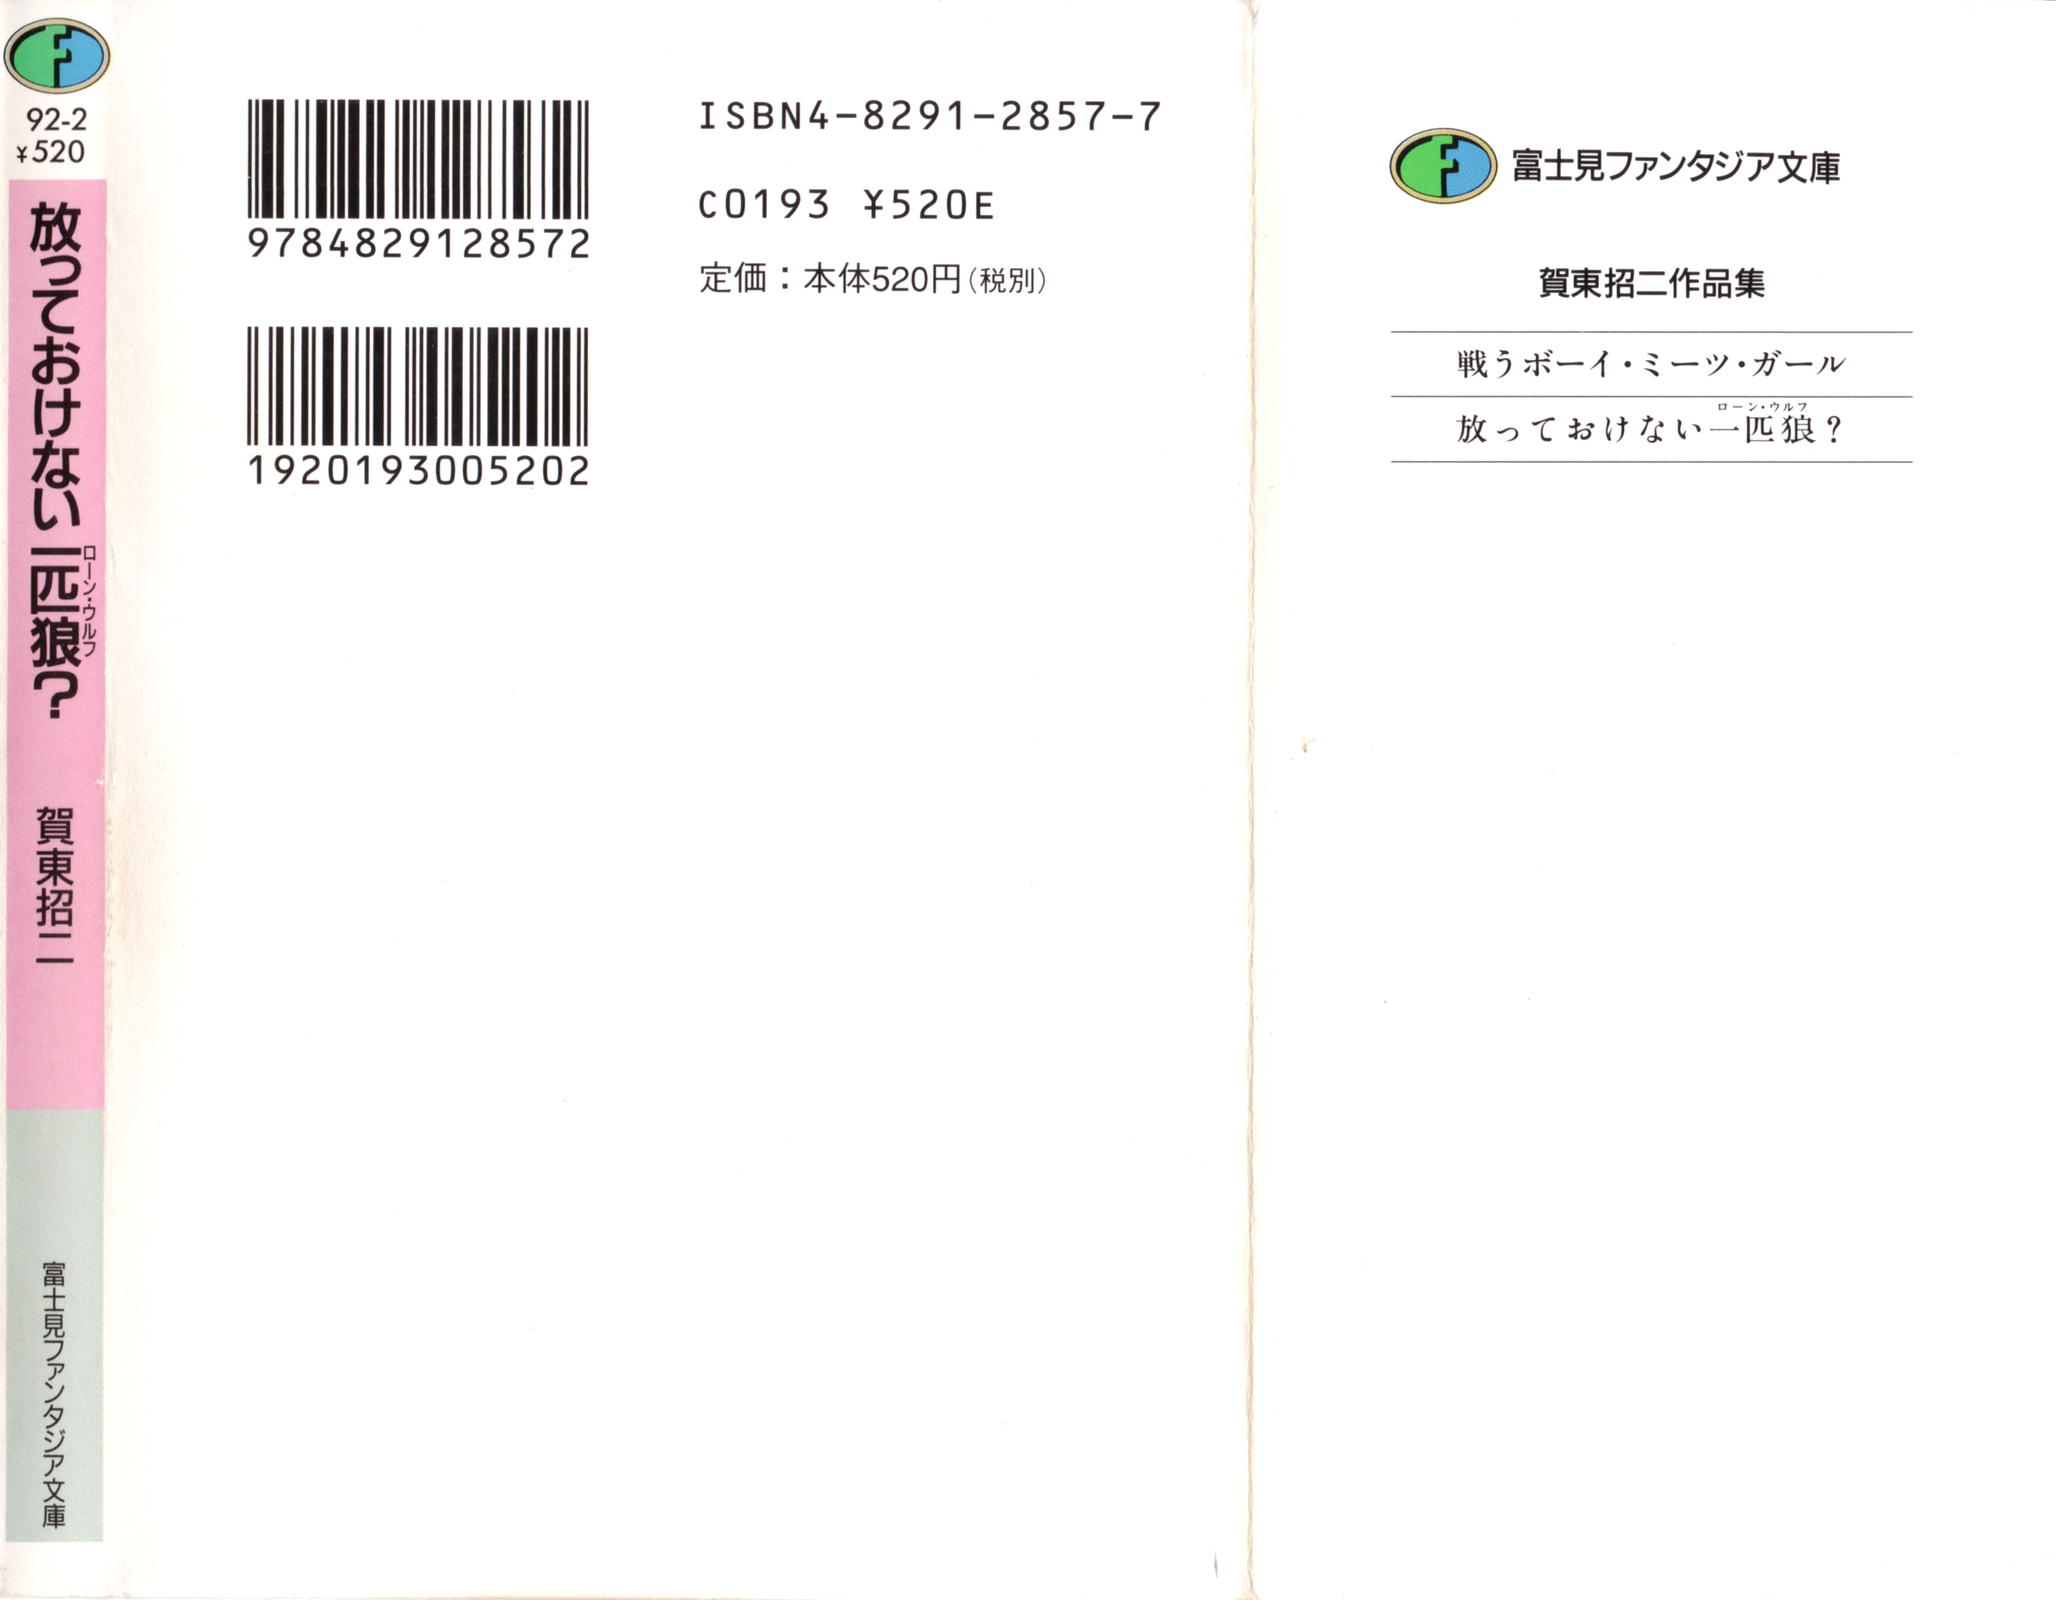 92-2
¥520
放っておけない一匹狼?
ローン・ウルフ
賀東招二
富士見ファンタジア文庫
9784829128572
1920193005202
ISBN4-8291-2857-7
C0193 ¥520E
定価：本体520円(税別)
富士見ファンタジア文庫
賀東招二作品集
戦うボーイ・ミーツ・ガール
ローン・ウルフ
放っておけない一匹狼?